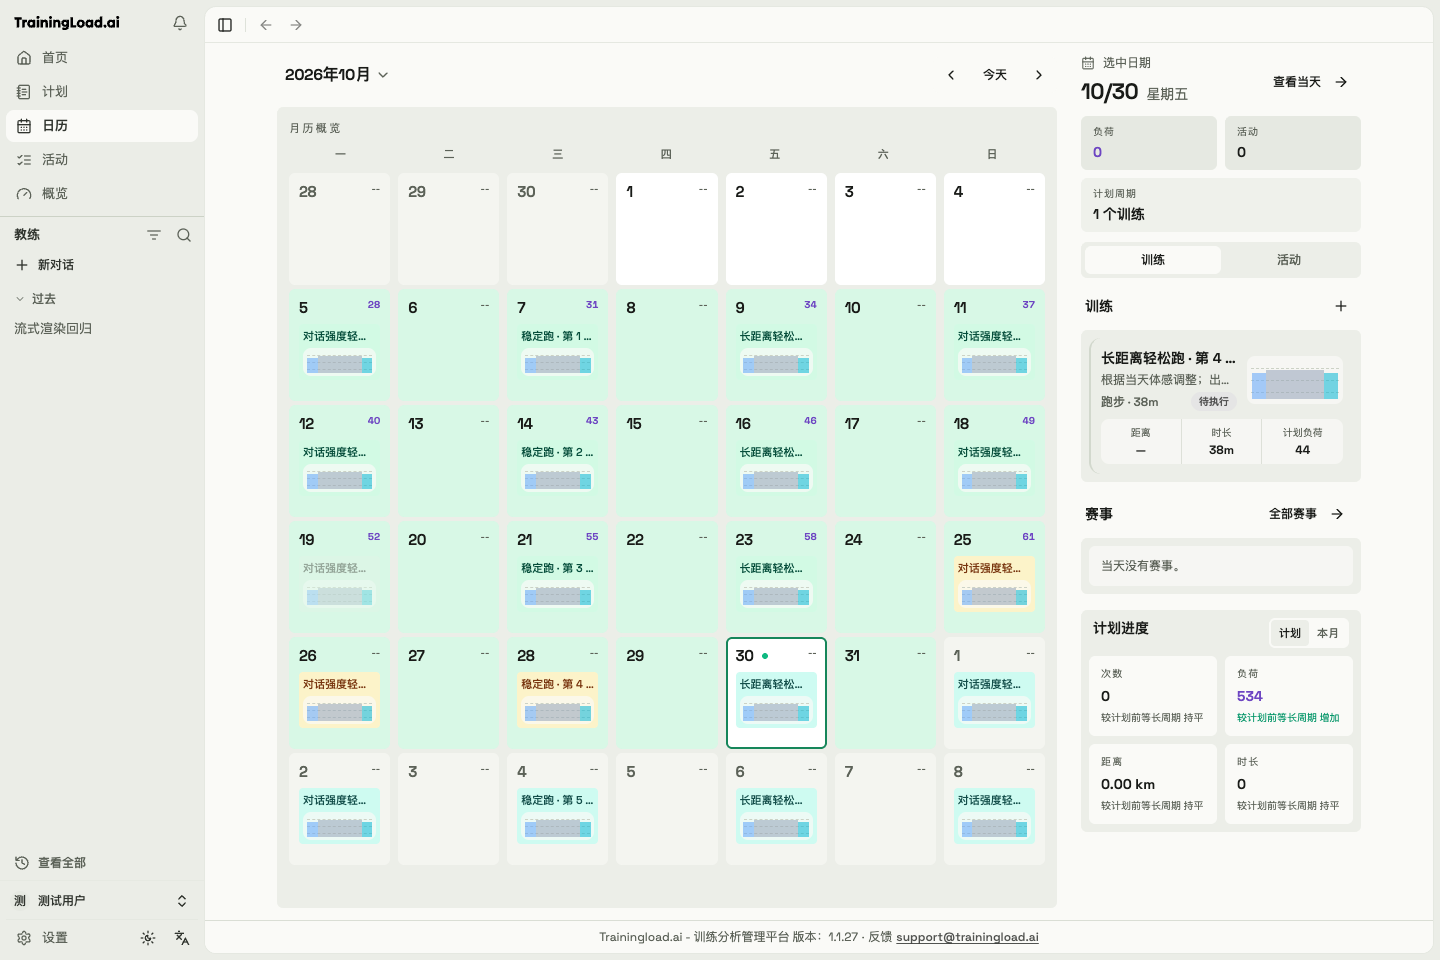 TrainingLoad.ai
首页
计划
日历
活动
概览
教练
新对话
过去
流式渲染回归
查看全部
测 测试用户
设置
2026年10月
今天
月历概览
一 二 三 四 五 六 日
28 -- 29 -- 30 -- 1 -- 2 -- 3 -- 4 --
5 28 6 -- 7 31 8 -- 9 34 10 -- 11 37
对话强度轻... 稳定跑 · 第 1 ... 长距离轻松... 对话强度轻...
12 40 13 -- 14 43 15 -- 16 46 17 -- 18 49
对话强度轻... 稳定跑 · 第 2 ... 长距离轻松... 对话强度轻...
19 52 20 -- 21 55 22 -- 23 58 24 -- 25 61
对话强度轻... 稳定跑 · 第 3 ... 长距离轻松... 对话强度轻...
26 -- 27 -- 28 -- 29 -- 30 -- 31 -- 1 --
对话强度轻... 稳定跑 · 第 4 ... 长距离轻松... 对话强度轻...
2 -- 3 -- 4 -- 5 -- 6 -- 7 -- 8 --
对话强度轻... 稳定跑 · 第 5 ... 长距离轻松... 对话强度轻...
选中日期
10/30 星期五
查看当天
负荷 活动
0 0
计划周期
1 个训练
训练 活动
训练
长距离轻松跑 · 第 4 ...
根据当天体感调整；出...
跑步 · 38m 待执行
距离 时长 计划负荷
— 38m 44
赛事 全部赛事
当天没有赛事。
计划进度 计划 本月
次数 负荷
0 534
较计划前等长周期 持平 较计划前等长周期 增加
距离 时长
0.00 km 0
较计划前等长周期 持平 较计划前等长周期 持平
Trainingload.ai - 训练分析管理平台 版本：1.1.27 · 反馈 support@trainingload.ai